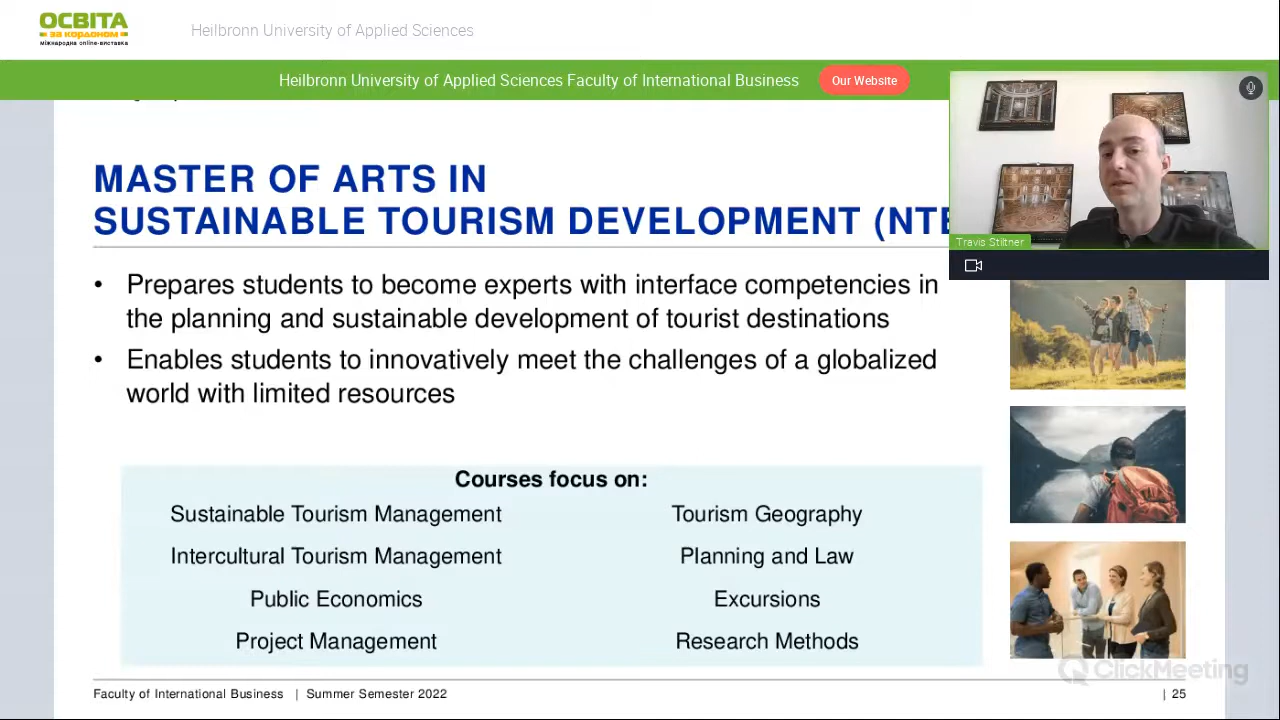 ОСВІТА
за кордоном
міжнародна online-виставка
Heilbronn University of Applied Sciences
Heilbronn University of Applied Sciences Faculty of International Business
Our Website
MASTER OF ARTS IN
SUSTAINABLE TOURISM DEVELOPMENT (NTE
Travis Stiltner
• Prepares students to become experts with interface competencies in
the planning and sustainable development of tourist destinations
• Enables students to innovatively meet the challenges of a globalized
world with limited resources
Courses focus on:
Sustainable Tourism Management
Tourism Geography
Intercultural Tourism Management
Planning and Law
Public Economics
Excursions
Project Management
Research Methods
ClickMeeting
Faculty of International Business | Summer Semester 2022
| 25